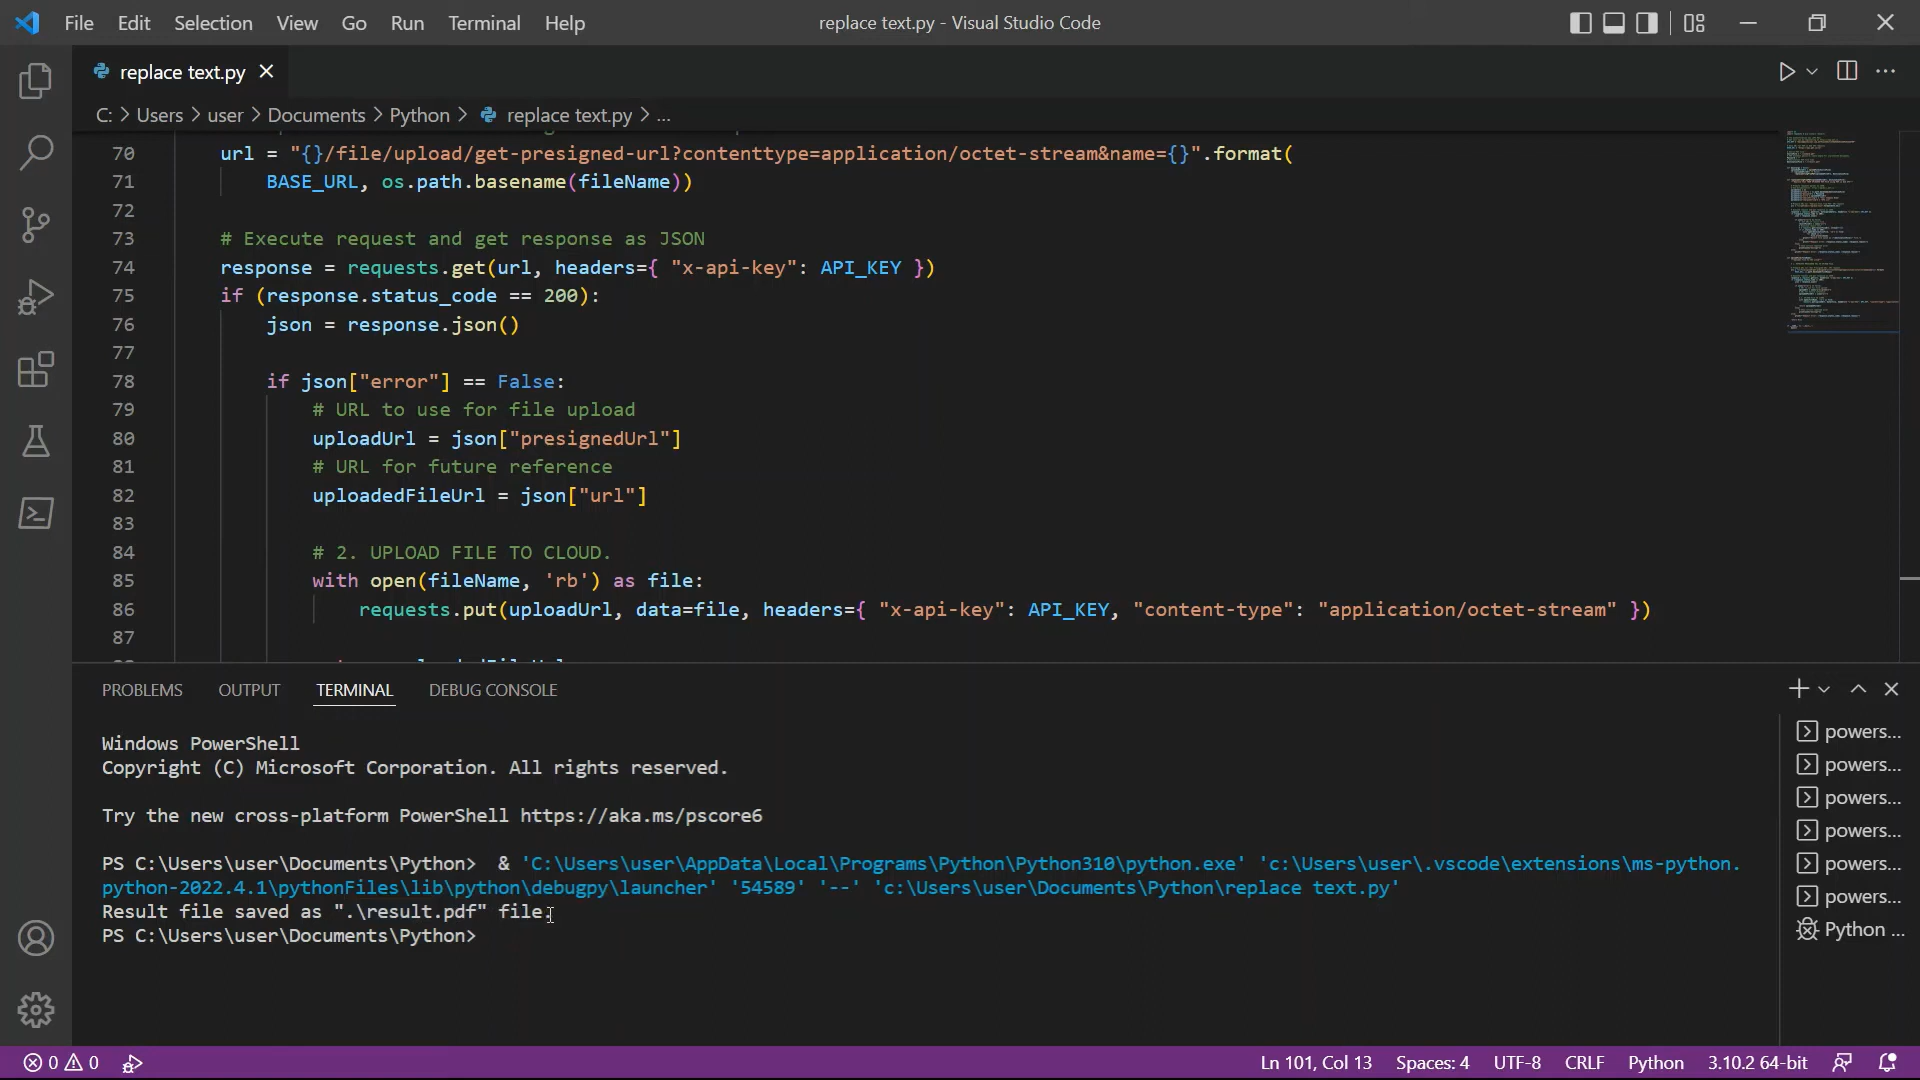 File Edit Selection View Go Run Terminal Help
replace text.py - Visual Studio Code
replace text.py
C: > Users > user > Documents > Python > replace text.py > ...
70 url = "{}/file/upload/get-presigned-url?contenttype=application/octet-stream&name={}".format(
71 BASE_URL, os.path.basename(fileName))
72
73 # Execute request and get response as JSON
74 response = requests.get(url, headers={ "x-api-key": API_KEY })
75 if (response.status_code == 200):
76 json = response.json()
77
78 if json["error"] == False:
79 # URL to use for file upload
80 uploadUrl = json["presignedUrl"]
81 # URL for future reference
82 uploadedFileUrl = json["url"]
83
84 # 2. UPLOAD FILE TO CLOUD.
85 with open(fileName, 'rb') as file:
86 requests.put(uploadUrl, data=file, headers={ "x-api-key": API_KEY, "content-type": "application/octet-stream" })
87
PROBLEMS OUTPUT TERMINAL DEBUG CONSOLE
Windows PowerShell
Copyright (C) Microsoft Corporation. All rights reserved.
Try the new cross-platform PowerShell https://aka.ms/pscore6
PS C:\Users\user\Documents\Python> & 'C:\Users\user\AppData\Local\Programs\Python\Python310\python.exe' 'c:\Users\user\.vscode\extensions\ms-python.
python-2022.4.1\pythonFiles\lib\python\debugpy\launcher' '54589' '--' 'c:\Users\user\Documents\Python\replace text.py'
Result file saved as ".\result.pdf" file.
PS C:\Users\user\Documents\Python>
powers...
powers...
powers...
powers...
powers...
powers...
Python ...
0 0
Ln 101, Col 13 Spaces: 4 UTF-8 CRLF Python 3.10.2 64-bit